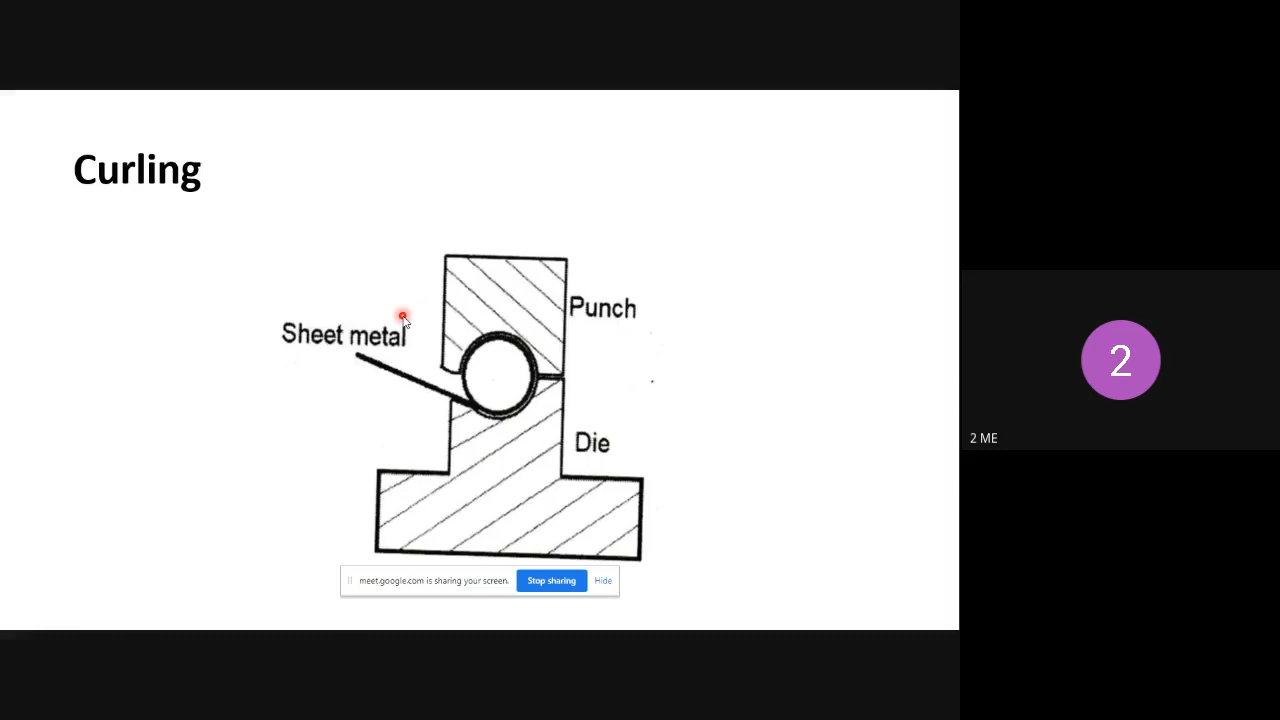 Curling
Punch
Sheet metal
Die
meet.google.com is sharing your screen.
Stop sharing
Hide
2
2 ME